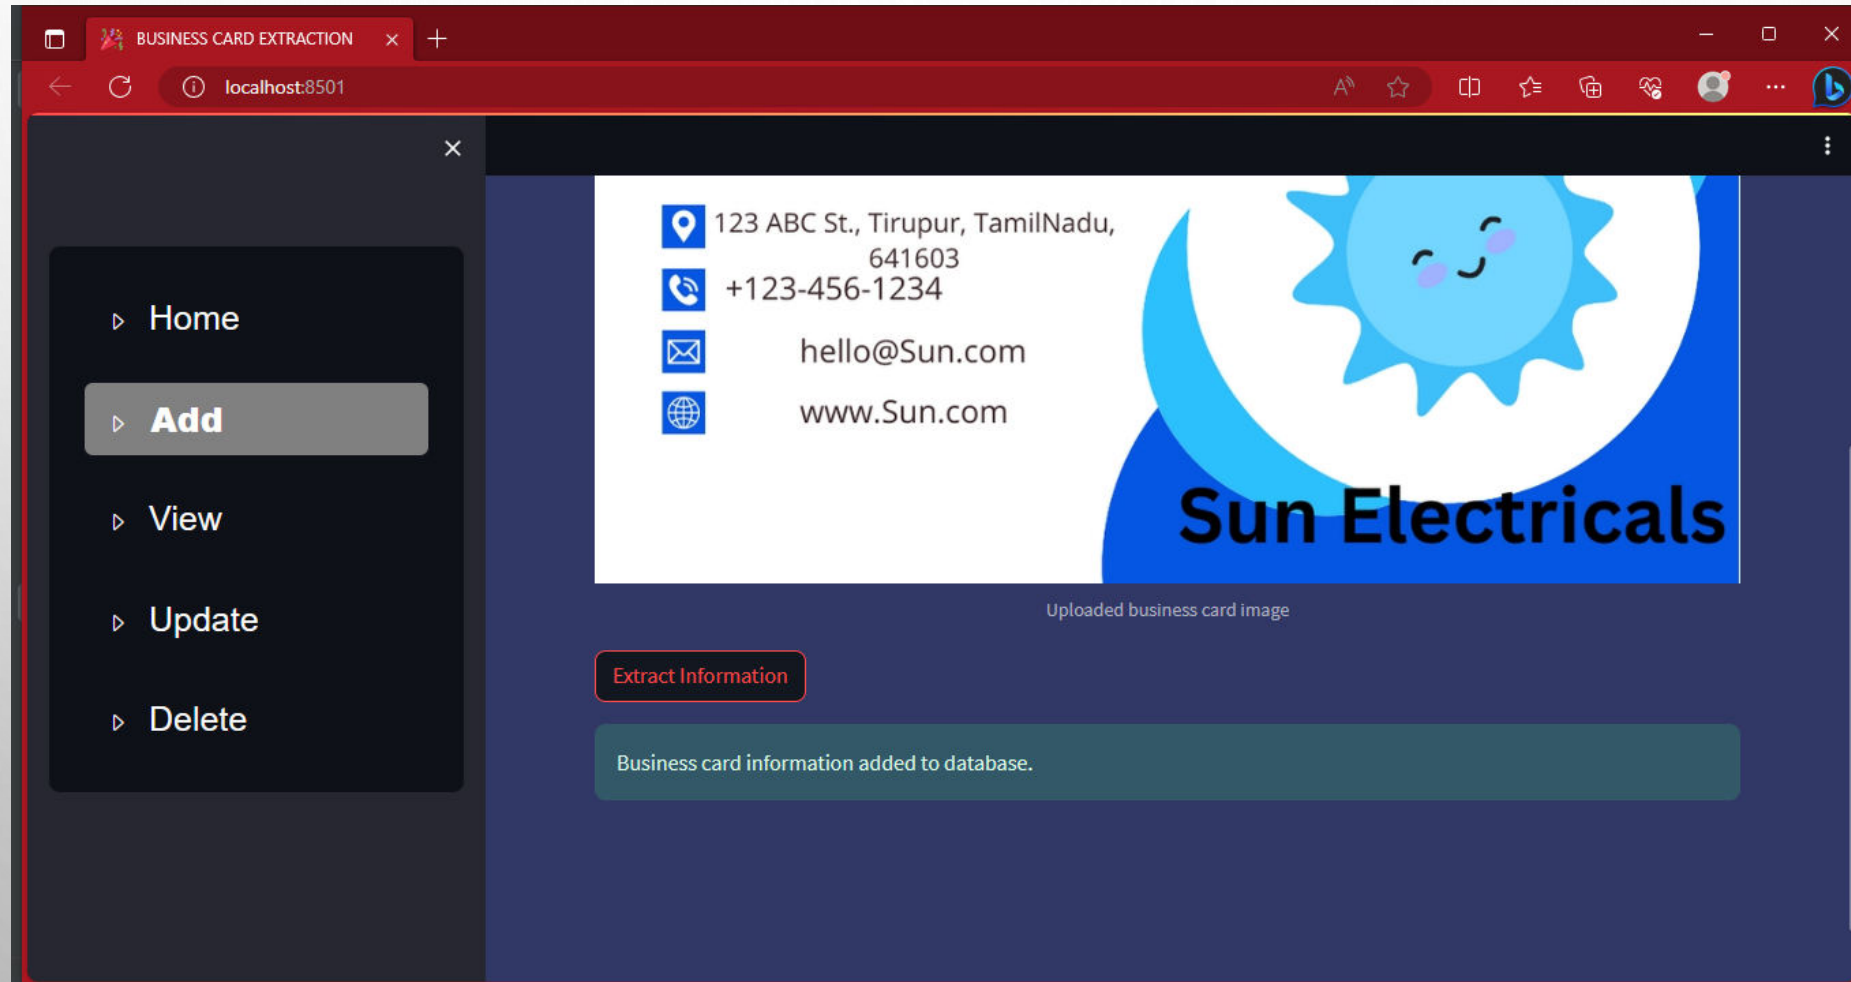 BUSINESS CARD EXTRACTION
localhost:8501
Home
Add
View
Update
Delete
123 ABC St., Tirupur, TamilNadu,
641603
+123-456-1234
hello@Sun.com
www.Sun.com
Sun Electricals
Uploaded business card image
Extract Information
Business card information added to database.